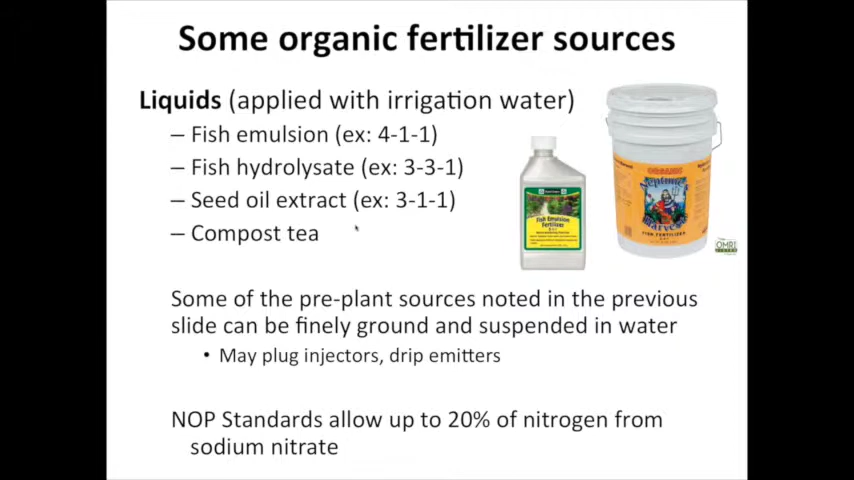 Some organic fertilizer sources
Liquids (applied with irrigation water)
– Fish emulsion (ex: 4-1-1)
– Fish hydrolysate (ex: 3-3-1)
– Seed oil extract (ex: 3-1-1)
– Compost tea
Some of the pre-plant sources noted in the previous
slide can be finely ground and suspended in water
• May plug injectors, drip emitters
NOP Standards allow up to 20% of nitrogen from
sodium nitrate
Fish Emulsion
Fertilizer
ORGANIC
Neptune's
Harvest
FISH FERTILIZER
OMRI